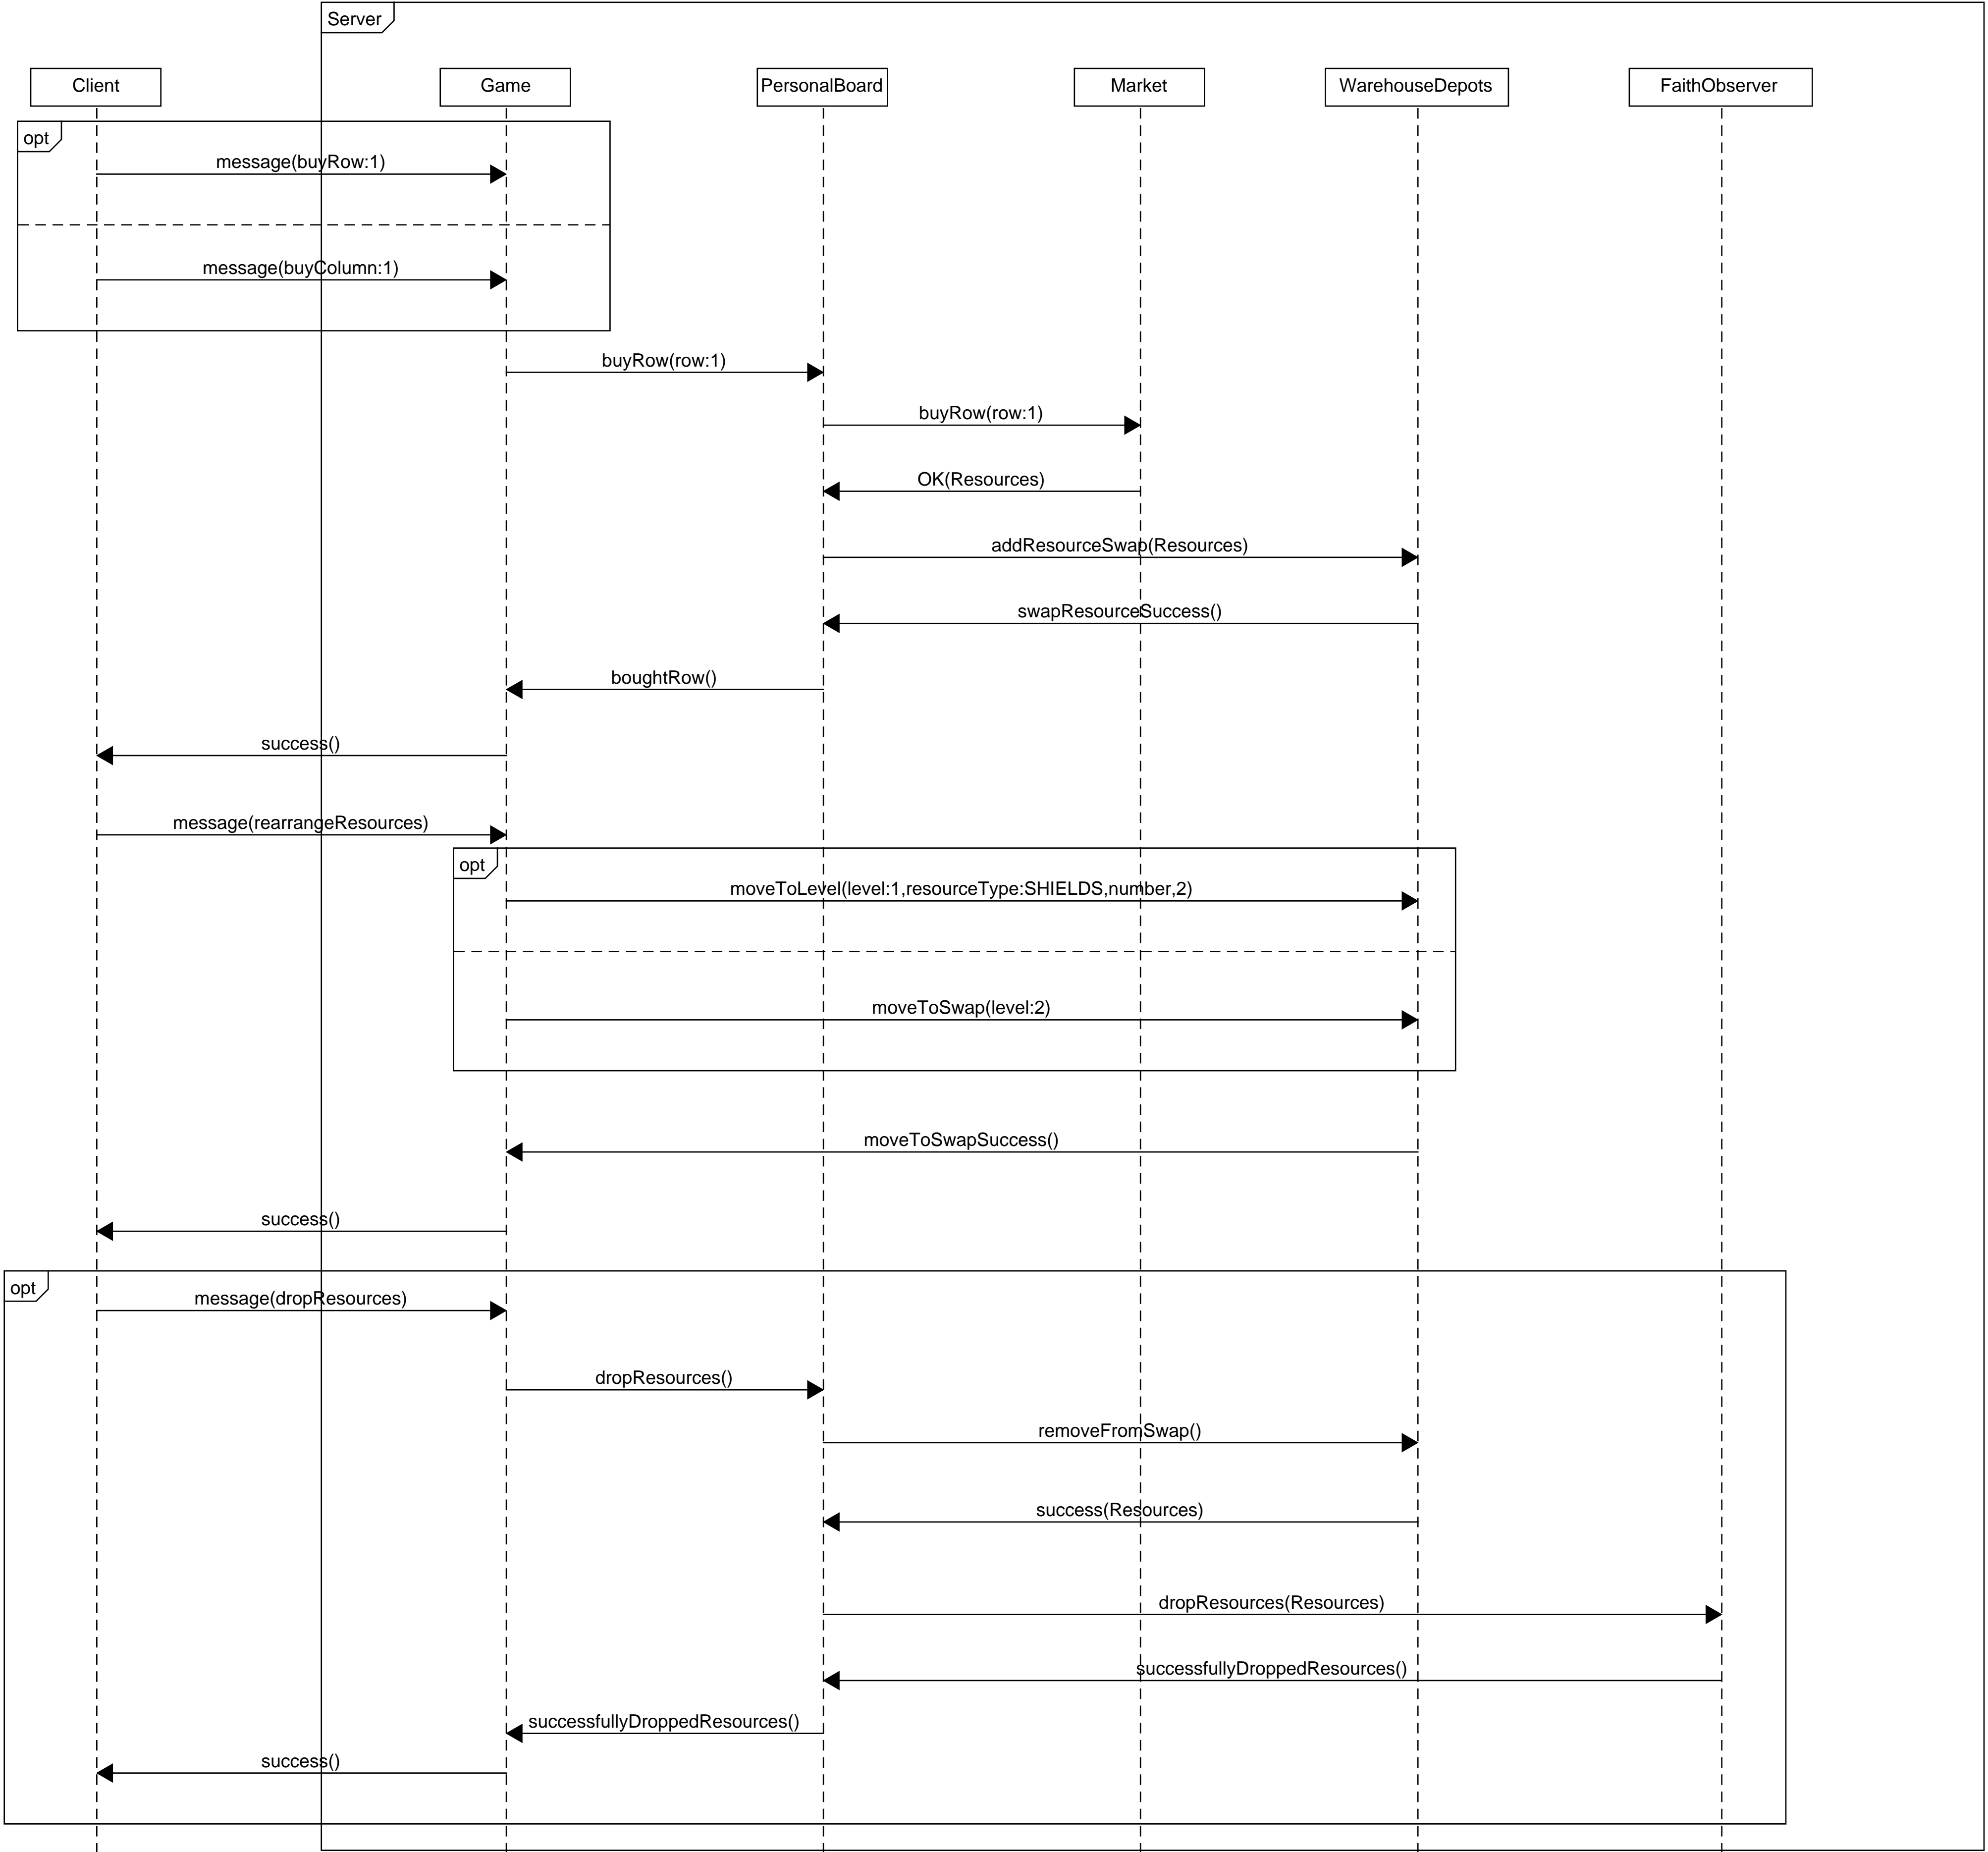 Server
Client
Game
PersonalBoard
Market
WarehouseDepots
FaithObserver
opt
message(buyRow:1)
message(buyColumn:1)
buyRow(row:1)
buyRow(row:1)
OK(Resources)
addResourceSwap(Resources)
swapResourceSuccess()
boughtRow()
success()
message(rearrangeResources)
opt
moveToLevel(level:1,resourceType:SHIELDS,number,2)
moveToSwap(level:2)
moveToSwapSuccess()
success()
opt
message(dropResources)
dropResources()
removeFromSwap()
success(Resources)
dropResources(Resources)
successfullyDroppedResources()
successfullyDroppedResources()
success()